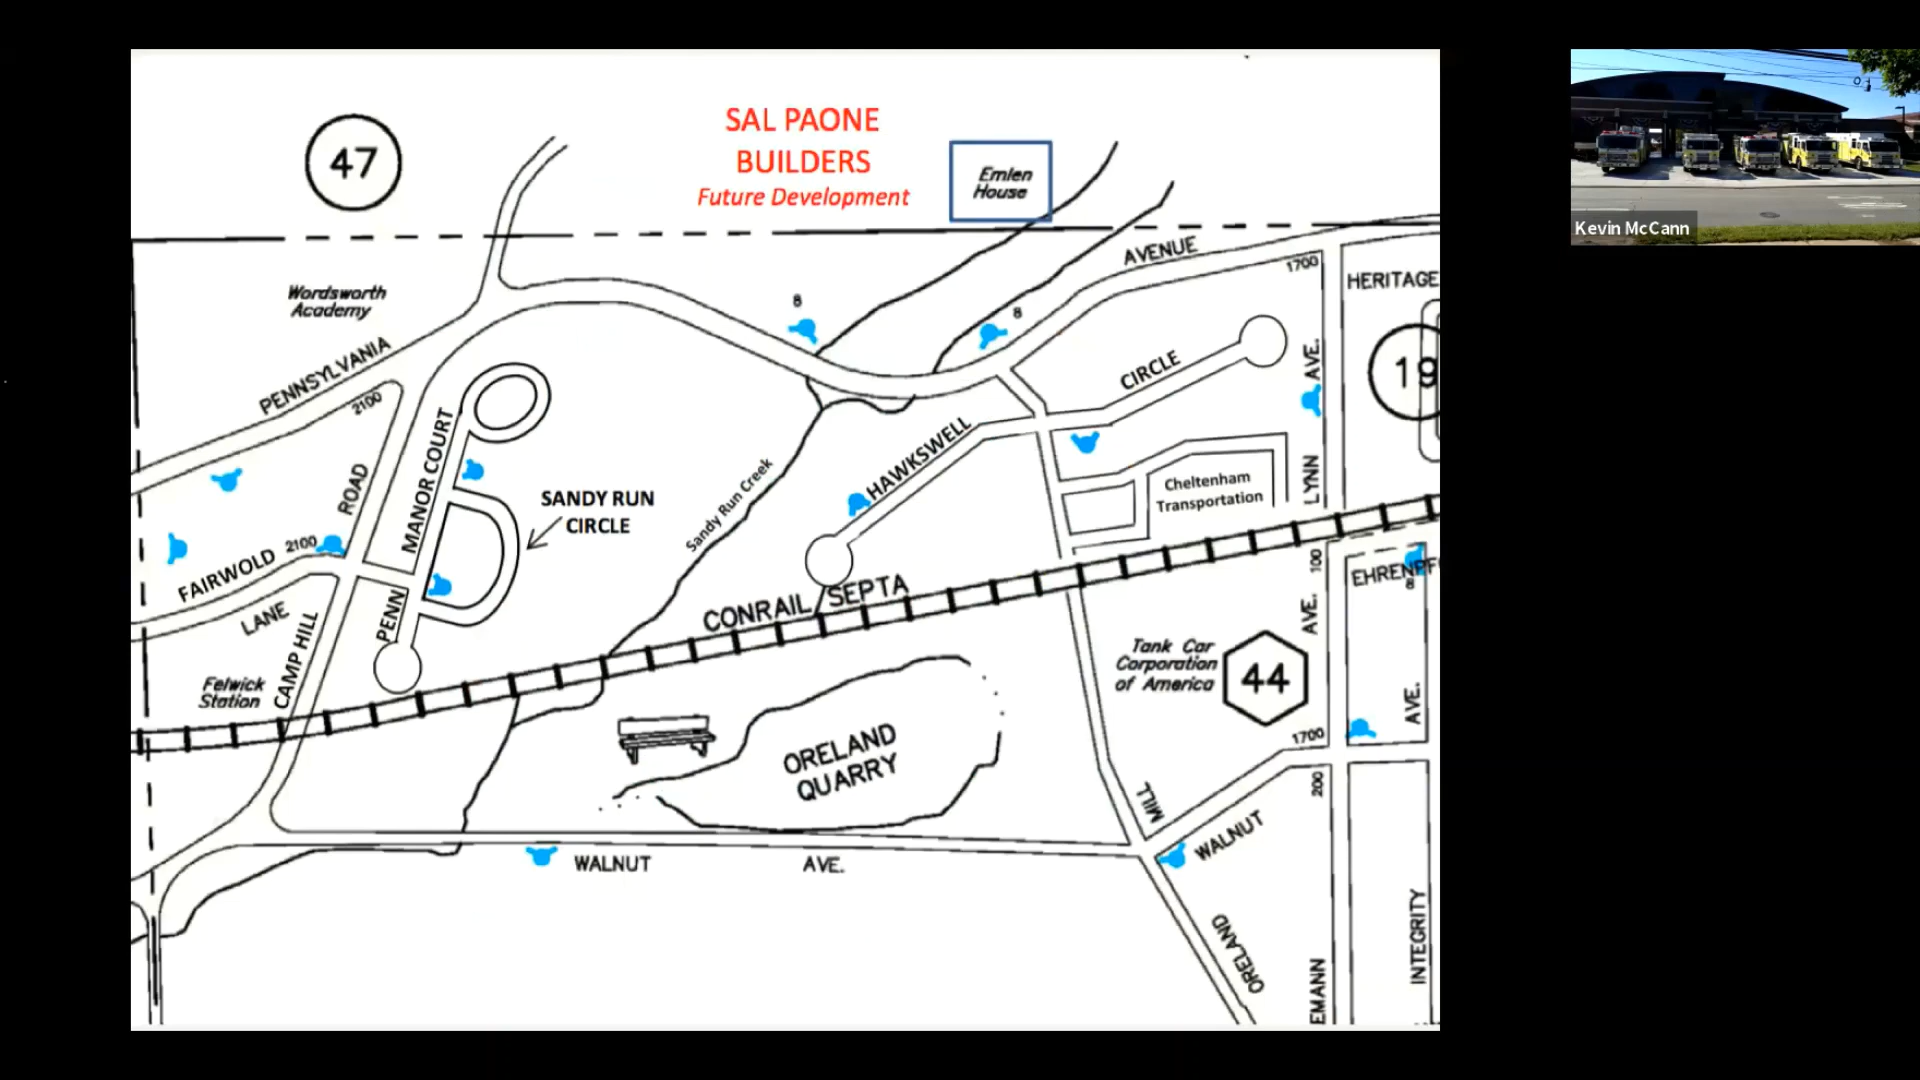 47
SAL PAONE
BUILDERS
Future Development
Emlen
House
Kevin McCann
Wordsworth
Academy
8
8
AVENUE
1700
HERITAGE
PENNSYLVANIA
2100
ROAD
MANOR COURT
CIRCLE
LYNN AVE.
19
SANDY RUN
CIRCLE
Sandy Run Creek
HAWKSWELL
Cheltenham
Transportation
FAIRWOLD 2100
LANE
PENN
CAMP HILL
CONRAIL/SEPTA
100
8
AVE.
Felwick
Station
Tank Car
Corporation
of America
44
AVE.
1700
200
ORELAND
QUARRY
MILL
WALNUT
WALNUT AVE.
ORELAND
EMANN
INTEGRITY